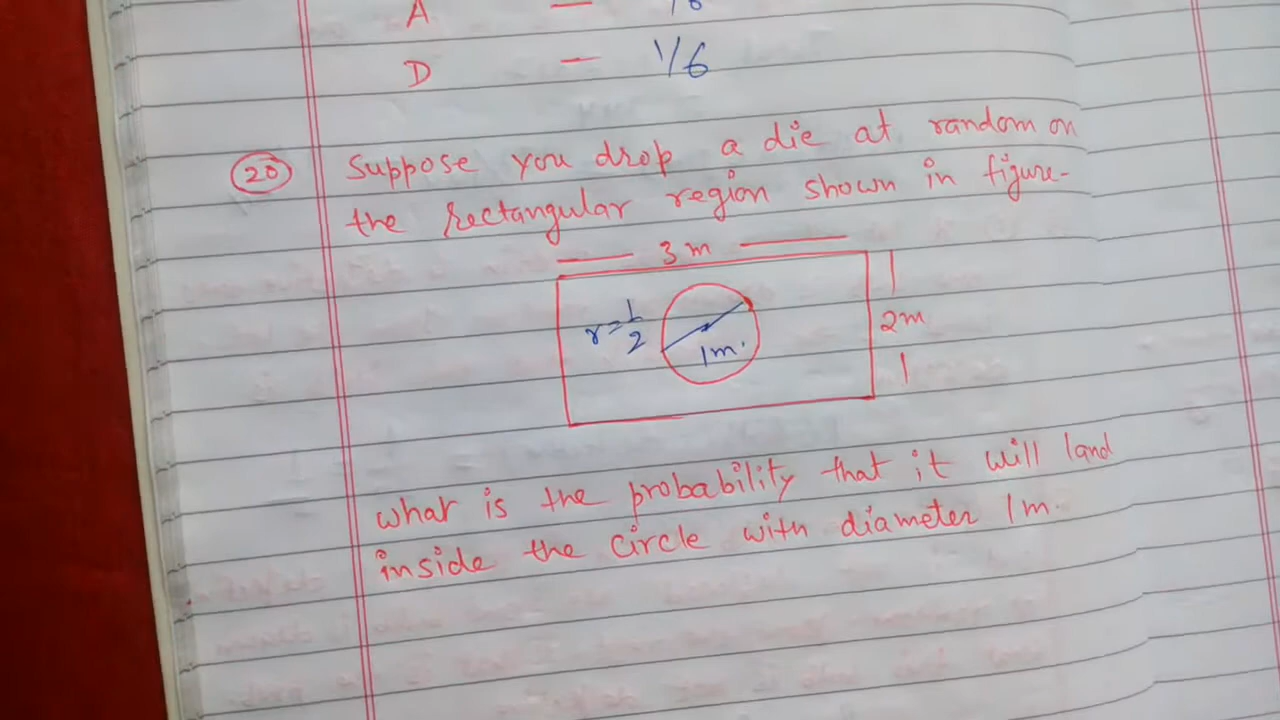 A —
D — 1/6
20 Suppose you drop a die at random on
the rectangular region shown in figure-
3 m
r = 1/2
1m.
2m
what is the probability that it will land
inside the circle with diameter 1m.